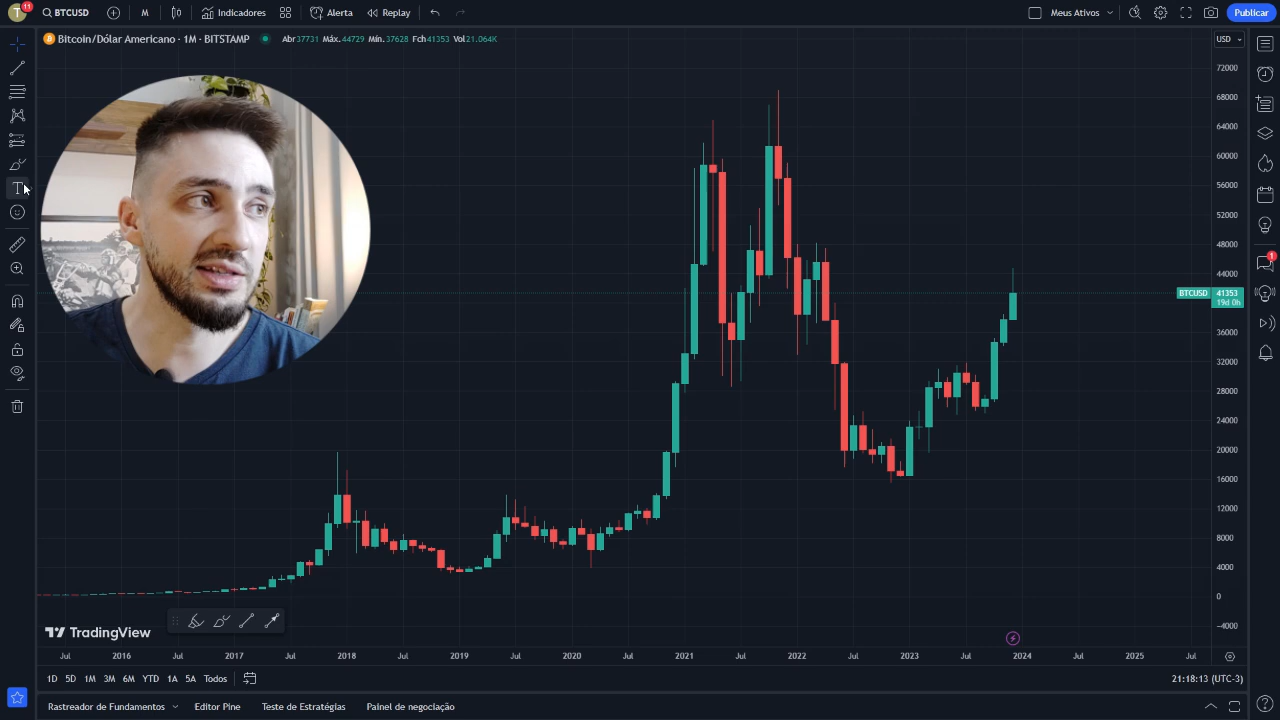 T 11 BTCUSD M Indicadores Alerta Replay Meus Ativos Publicar
Bitcoin/Dólar Americano · 1M · BITSTAMP Abr37731 Máx.44729 Mín.37628 Fch41353 Vol21.064K
USD
72000
68000
64000
60000
56000
52000
48000
44000
BTCUSD 41353
19d 0h
36000
32000
28000
24000
20000
16000
12000
8000
4000
0
−4000
1
TradingView
Jul 2016 Jul 2017 Jul 2018 Jul 2019 Jul 2020 Jul 2021 Jul 2022 Jul 2023 Jul 2024 Jul 2025 Jul
1D 5D 1M 3M 6M YTD 1A 5A Todos 21:18:13 (UTC-3)
Rastreador de Fundamentos Editor Pine Teste de Estratégias Painel de negociação